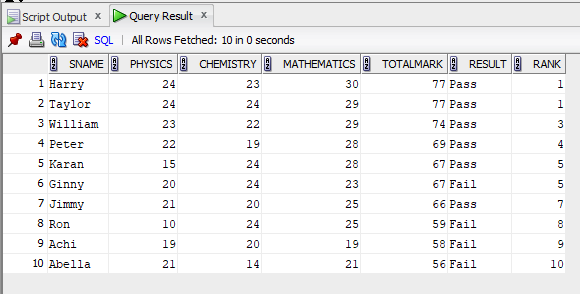 Script Output x Query Result x
SQL | All Rows Fetched: 10 in 0 seconds
SNAME PHYSICS CHEMISTRY MATHEMATICS TOTALMARK RESULT RANK
1 Harry 24 23 30 77 Pass 1
2 Taylor 24 24 29 77 Pass 1
3 William 23 22 29 74 Pass 3
4 Peter 22 19 28 69 Pass 4
5 Karan 15 24 28 67 Pass 5
6 Ginny 20 24 23 67 Fail 5
7 Jimmy 21 20 25 66 Pass 7
8 Ron 10 24 25 59 Fail 8
9 Achi 19 20 19 58 Fail 9
10 Abella 21 14 21 56 Fail 10